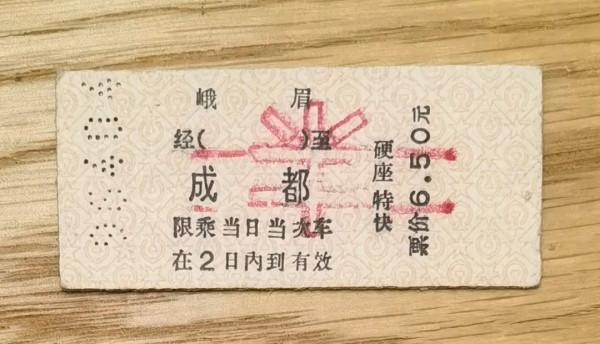 峨眉
经( )至
成都
限乘当日当次车
在2日内到有效
硬座特快
票价6.50元
半